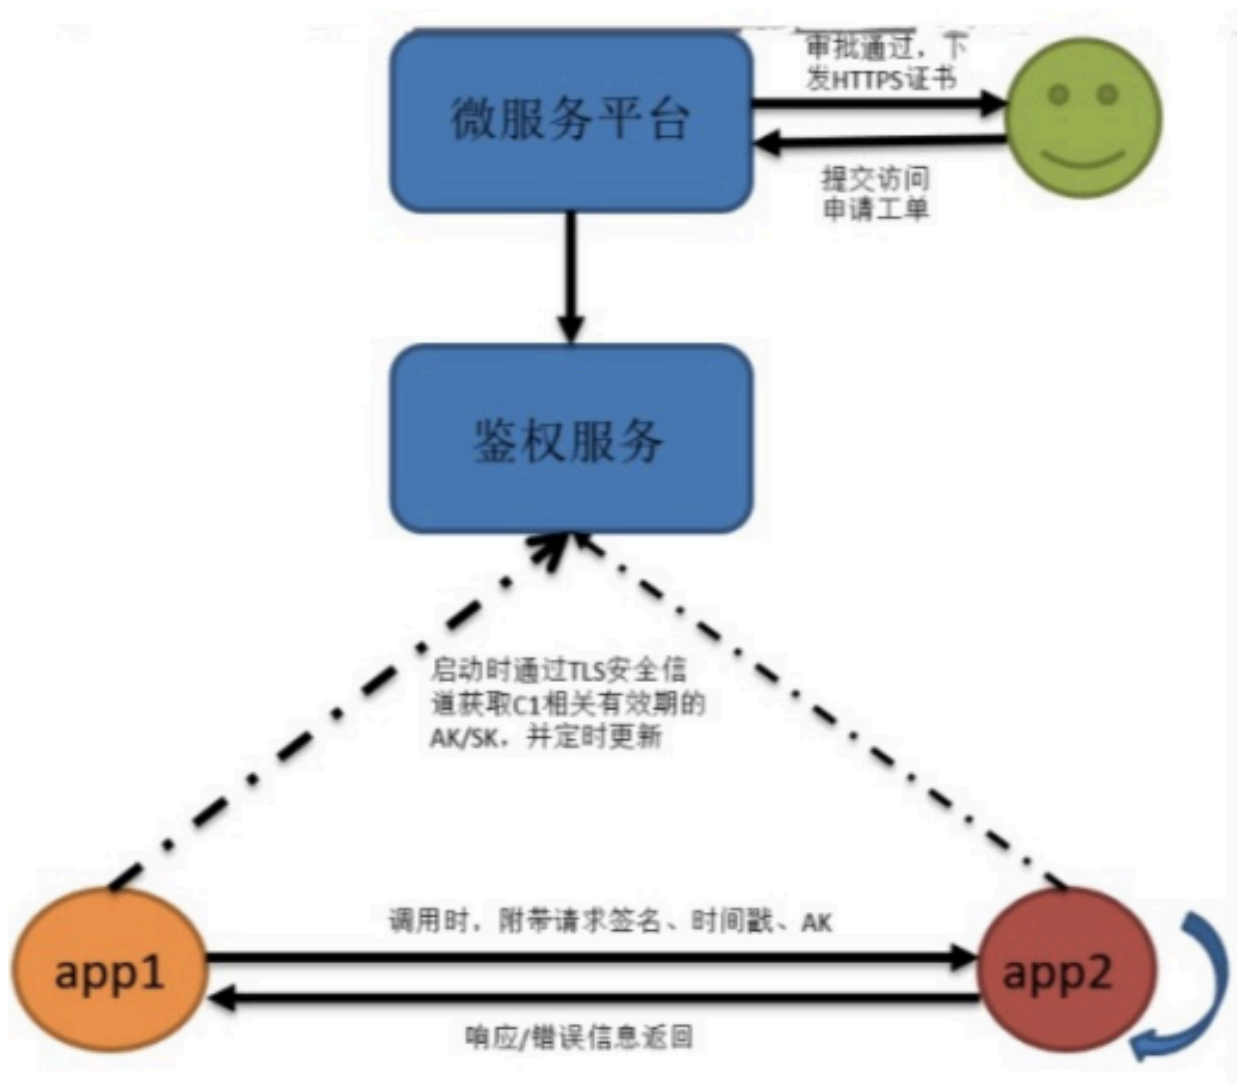 审批通过，下
发HTTPS证书
微服务平台
提交访问
申请工单
鉴权服务
启动时通过TLS安全信
道获取C1相关有效期的
AK/SK，并定时更新
调用时，附带请求签名、时间戳、AK
app1
app2
响应/错误信息返回